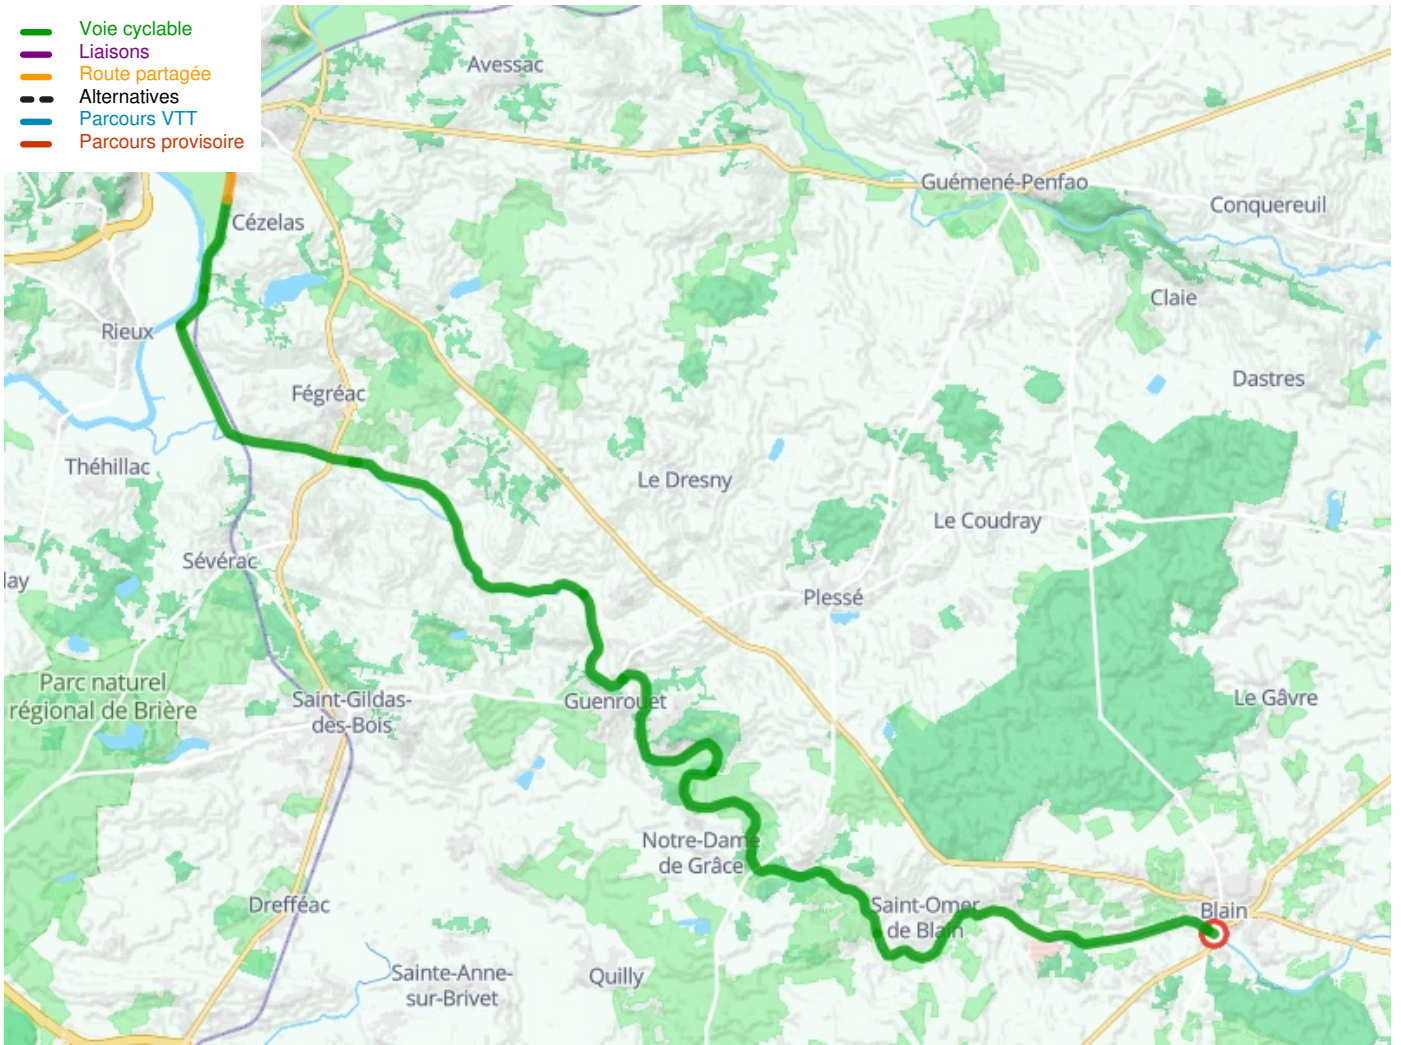 Voie cyclable
Liaisons
Route partagée
Alternatives
Parcours VTT
Parcours provisoire
Avessac
Guémené-Penfao
Conquereuil
Cézelas
Claie
Rieux
Dastres
Fégréac
Théhillac
Le Dresny
Le Coudray
Sévérac
lay
Plessé
Parc naturel
régional de Brière
Saint-Gildas-
des-Bois
Guenrouet
Le Gâvre
Notre-Dame
de Grâce
Drefféac
Saint-Omer
de Blain
Blain
Sainte-Anne-
sur-Brivet
Quilly